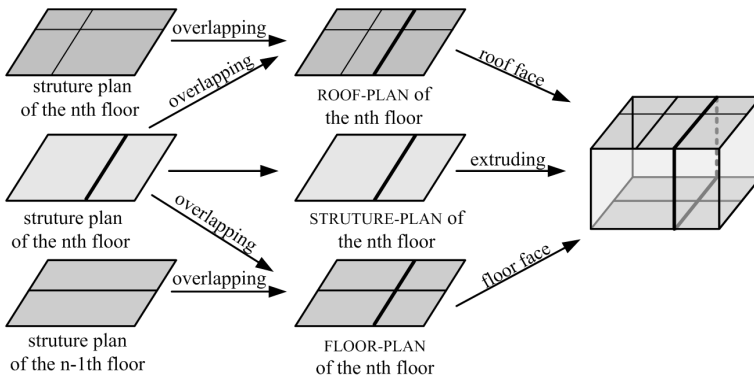 overlapping
struture plan
of the nth floor
overlapping
ROOF-PLAN of
the nth floor
roof face
struture plan
of the nth floor
overlapping
STRUTURE-PLAN of
the nth floor
extruding
overlapping
struture plan
of the n-1th floor
FLOOR-PLAN
of the nth floor
floor face